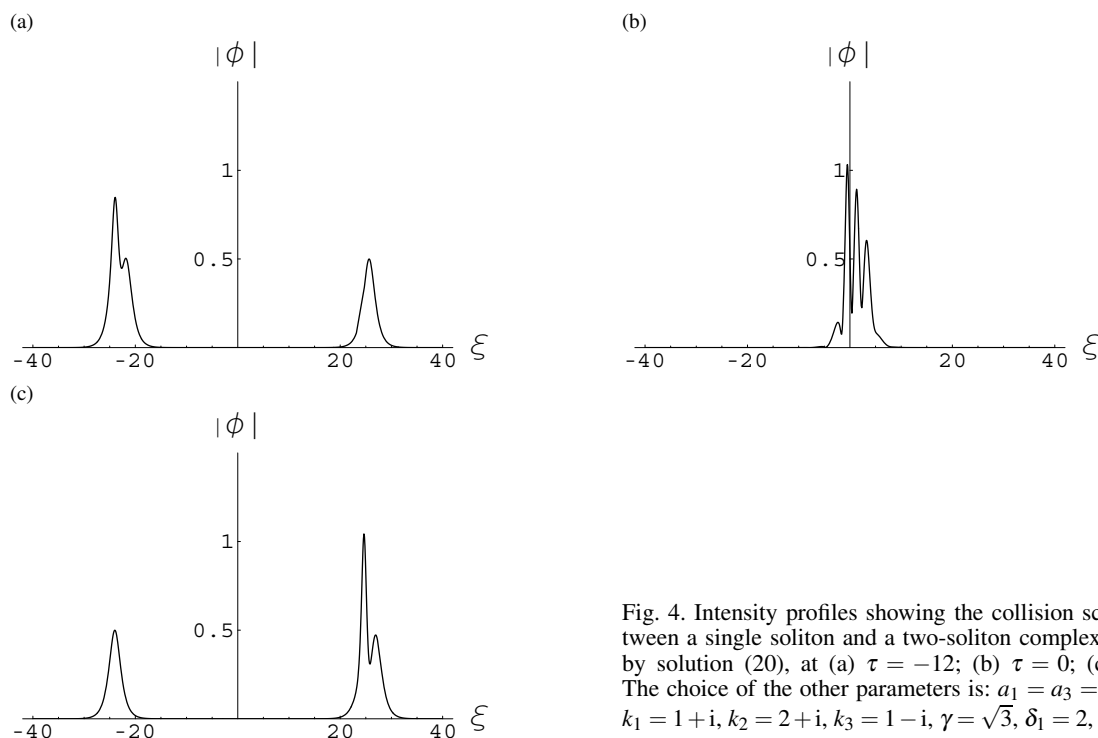 (a)
|ϕ|
1
0.5
-40 -20 20 40 ξ
(b)
|ϕ|
1
0.5
-40 -20 20 40 ξ
(c)
|ϕ|
1
0.5
-40 -20 20 40 ξ
Fig. 4. Intensity profiles showing the collision
tween a single soliton and a two-soliton complex
by solution (20), at (a) τ = −12; (b) τ = 0;
The choice of the other parameters is: a₁ = a₃ =
k₁ = 1+i, k₂ = 2+i, k₃ = 1−i, γ = √3, δ₁ = 2,